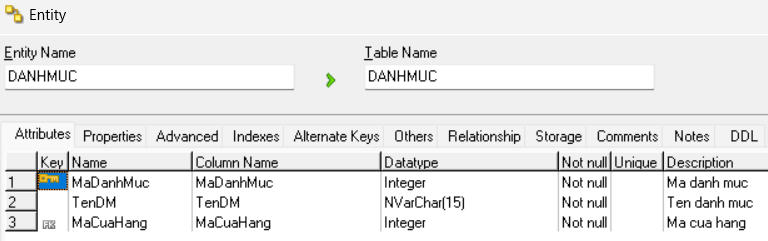 Entity
Entity Name Table Name
DANHMUC DANHMUC
Attributes Properties Advanced Indexes Alternate Keys Others Relationship Storage Comments Notes DDL
Key Name Column Name Datatype Not null Unique Description
1 MaDanhMuc MaDanhMuc Integer Not null Ma danh muc
2 TenDM TenDM NVarChar(15) Not null Ten danh muc
3 FK MaCuaHang MaCuaHang Integer Not null Ma cua hang